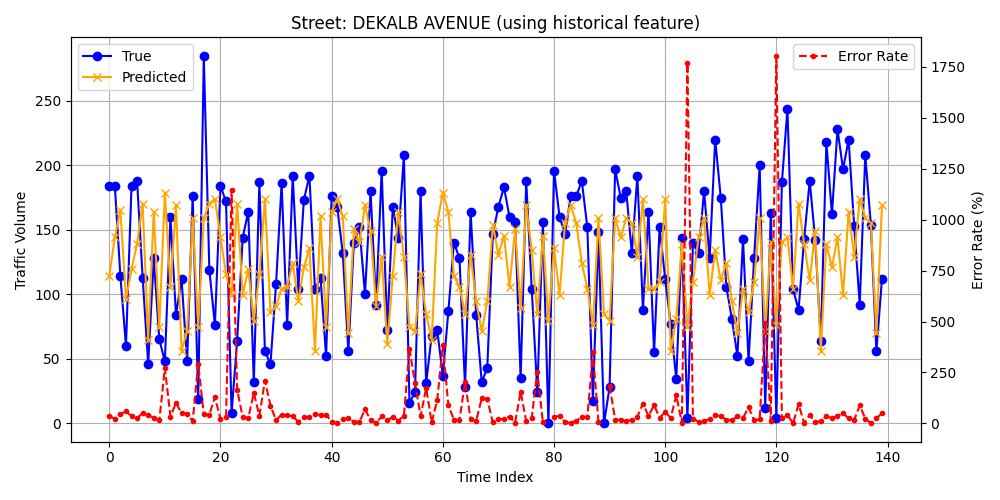 Street: DEKALB AVENUE (using historical feature)
True
Predicted
Error Rate
Traffic Volume
0
50
100
150
200
250
0
250
500
750
1000
1250
1500
1750
Error Rate (%)
0 20 40 60 80 100 120 140
Time Index